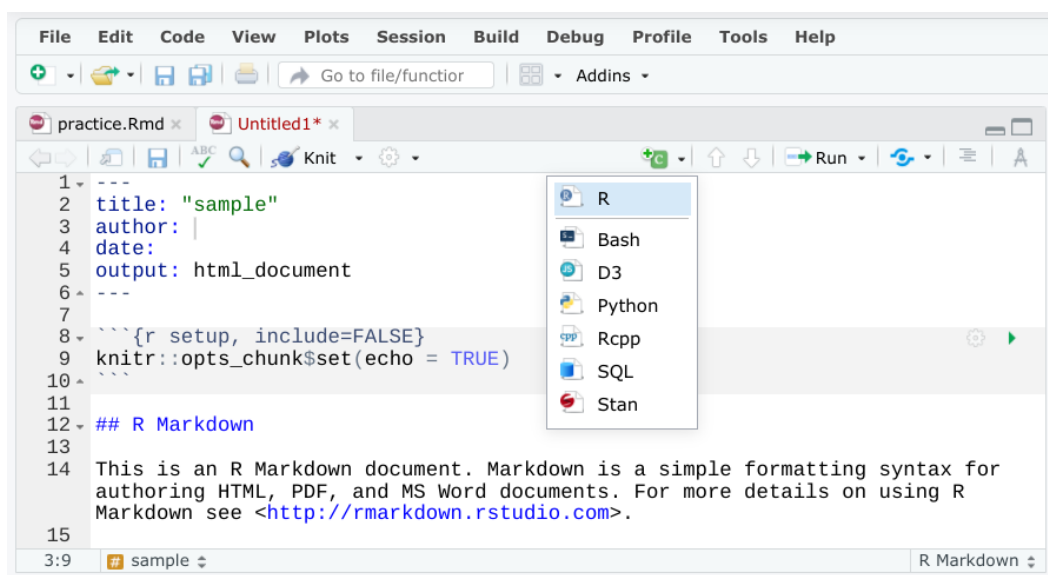 File Edit Code View Plots Session Build Debug Profile Tools Help
Go to file/functior Addins
practice.Rmd × Untitled1* ×
ABC Knit Run
1 ---
2 title: "sample"
3 author:
4 date:
5 output: html_document
6 ---
7
8 ```{r setup, include=FALSE}
9 knitr::opts_chunk$set(echo = TRUE)
10 ```
11
12 ## R Markdown
13
14 This is an R Markdown document. Markdown is a simple formatting syntax for
authoring HTML, PDF, and MS Word documents. For more details on using R
Markdown see <http://rmarkdown.rstudio.com>.
15
R
Bash
D3
Python
Rcpp
SQL
Stan
3:9 # sample R Markdown